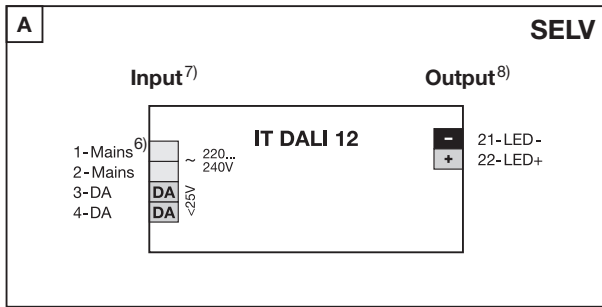 A
SELV
Input7)
Output8)
IT DALI 12
1-Mains6)
2-Mains
3-DA
4-DA
DA
DA
~ 220...
240V
<25V
-
+
21-LED-
22-LED+